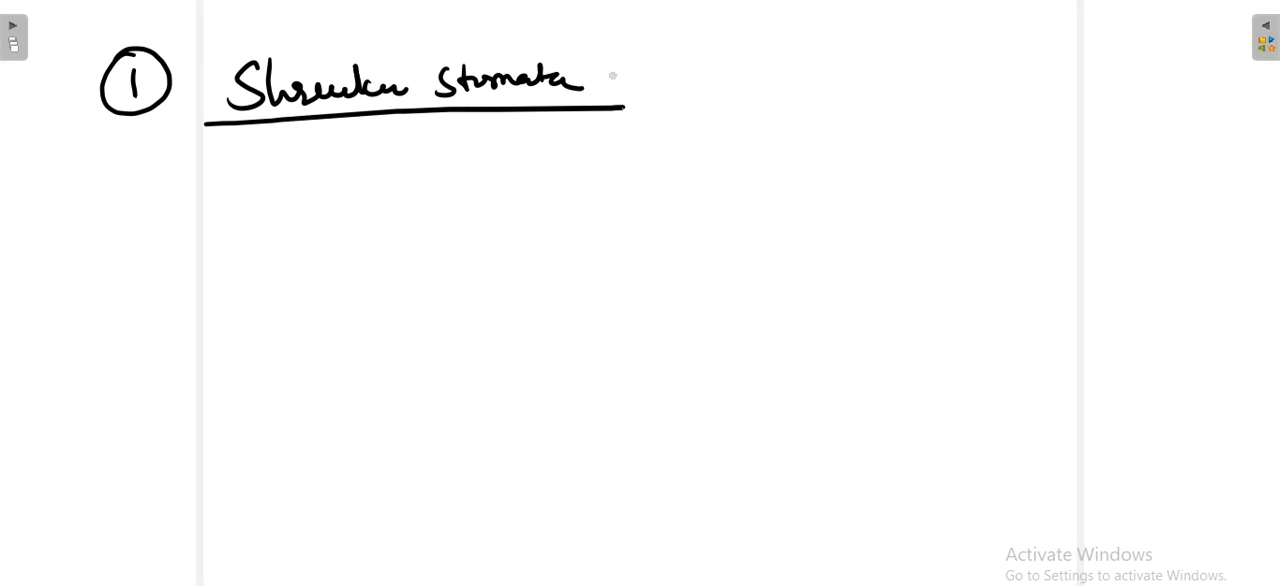 ① Sunken Stomata
Activate Windows
Go to Settings to activate Windows.